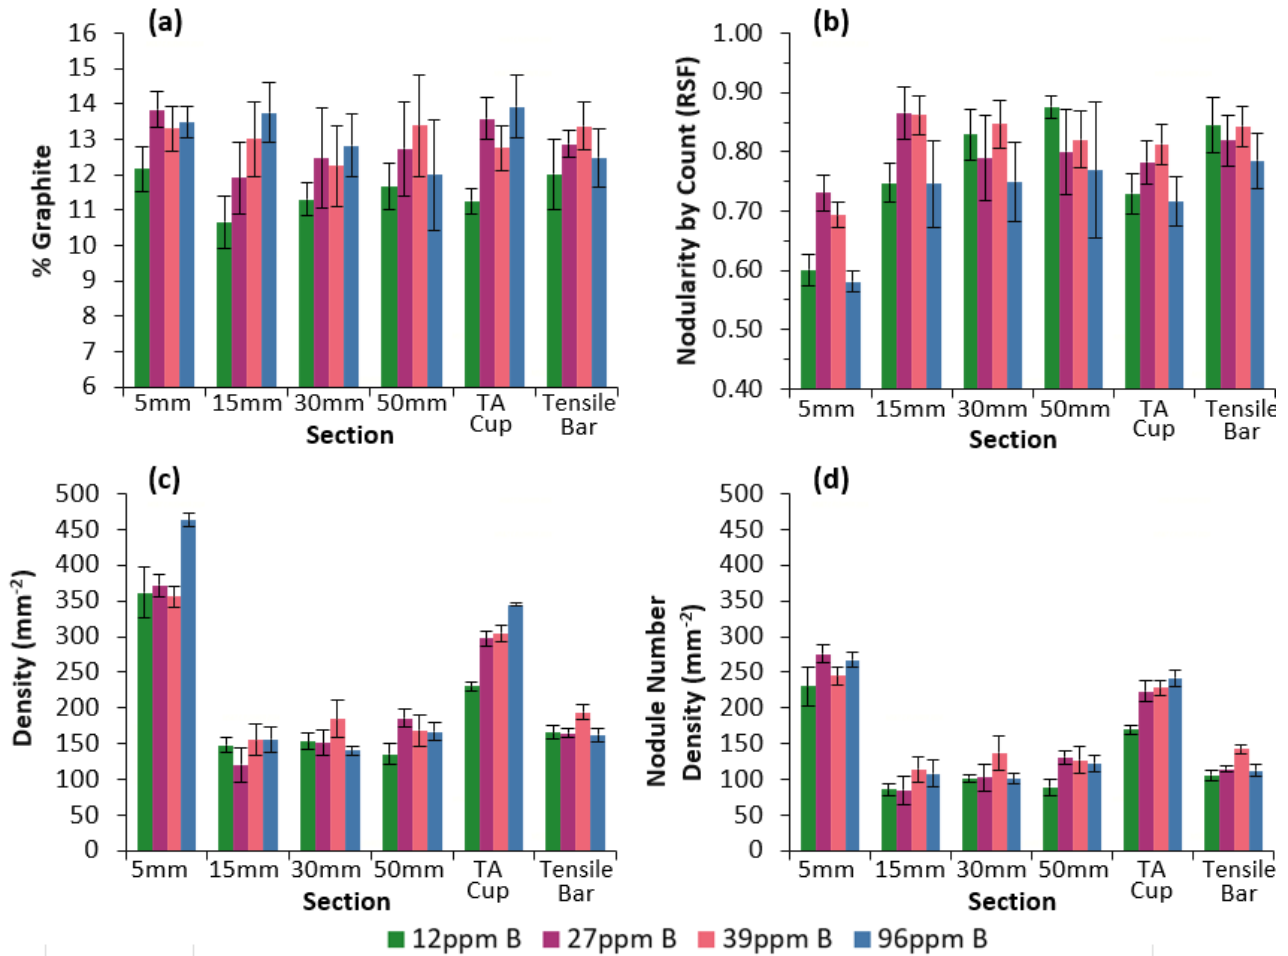 (a)
% Graphite
16
15
14
13
12
11
10
9
8
7
6
5mm 15mm 30mm 50mm TA Cup Tensile Bar
Section
(b)
Nodularity by Count (RSF)
1.00
0.90
0.80
0.70
0.60
0.50
0.40
5mm 15mm 30mm 50mm TA Cup Tensile Bar
Section
(c)
Density (mm⁻²)
500
450
400
350
300
250
200
150
100
50
0
5mm 15mm 30mm 50mm TA Cup Tensile Bar
Section
(d)
Nodule Number
Density (mm⁻²)
500
450
400
350
300
250
200
150
100
50
0
5mm 15mm 30mm 50mm TA Cup Tensile Bar
Section
12ppm B 27ppm B 39ppm B 96ppm B